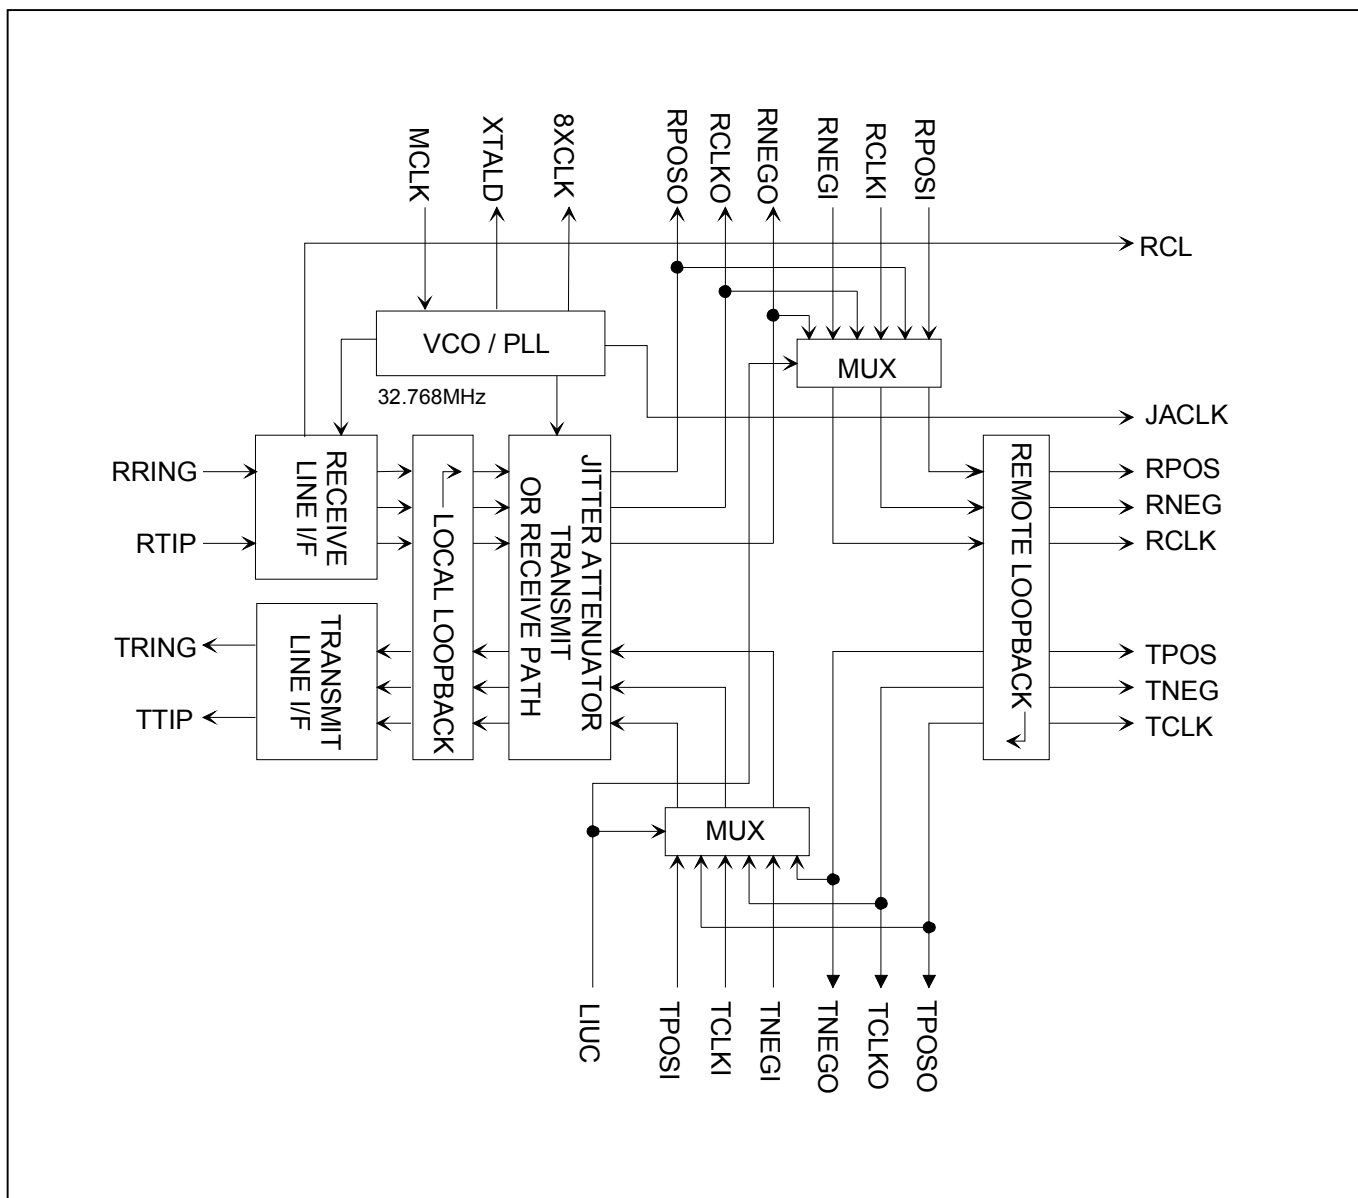 MCLK
XTALD
8XCLK
RPOSO
RCLKO
RNEGO
RNEGI
RCLKI
RPOSI
RCL
VCO / PLL
MUX
32.768MHz
JACLK
RRING
RTIP
RECEIVE
LINE I/F
LOCAL LOOPBACK
JITTER ATTENUATOR
TRANSMIT
OR RECEIVE PATH
REMOTE LOOPBACK
RPOS
RNEG
RCLK
TRING
TTIP
TRANSMIT
LINE I/F
TPOS
TNEG
TCLK
MUX
LIUC
TPOSI
TCLKI
TNEGI
TNEGO
TCLKO
TPOSO